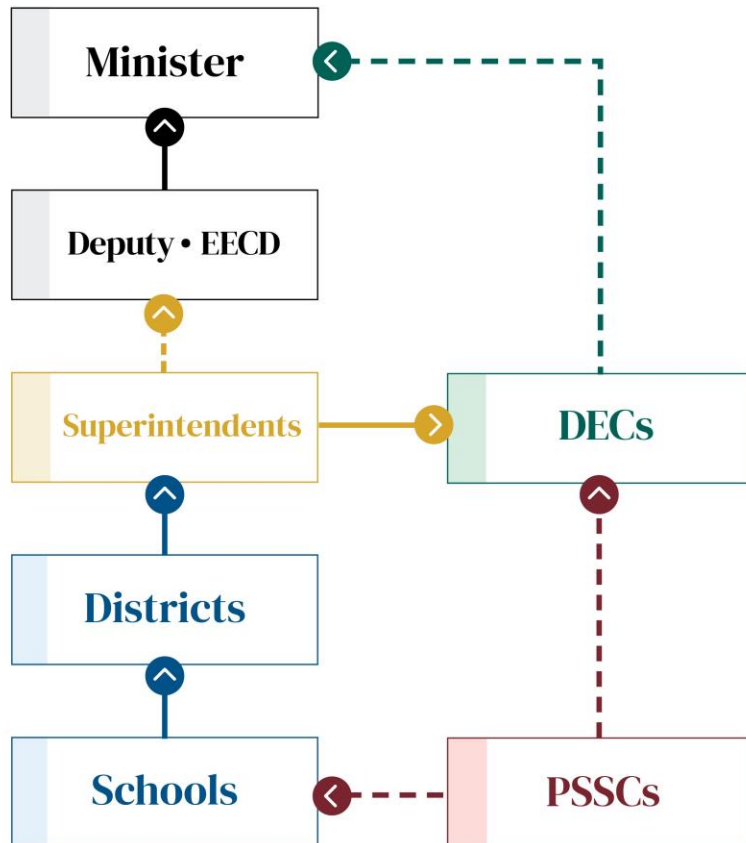 Minister
Deputy • EECD
Superintendents
DECs
Districts
Schools
PSSCs